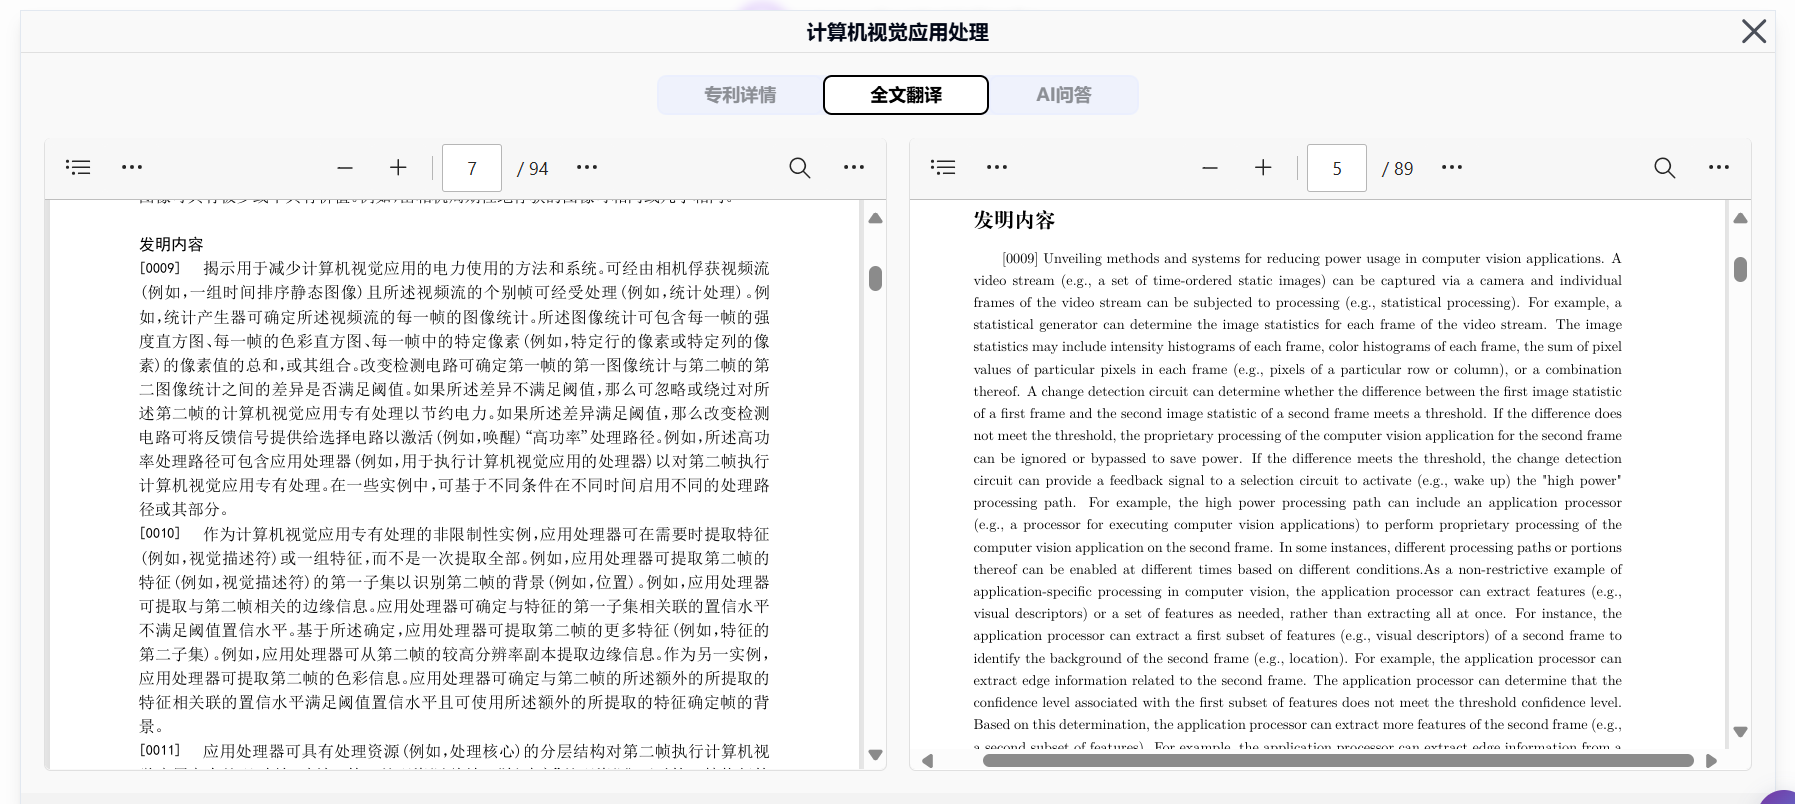 计算机视觉应用处理
专利详情
全文翻译
AI问答
7 / 94
发明内容
[0009] 揭示用于减少计算机视觉应用的电力使用的方法和系统。可经由相机俘获视频流
(例如,一组时间排序静态图像)且所述视频流的个别帧可经受处理(例如,统计处理)。例
如,统计产生器可确定所述视频流的每一帧的图像统计。所述图像统计可包含每一帧的强
度直方图、每一帧的色彩直方图、每一帧中的特定像素(例如,特定行的像素或特定列的像
素)的像素值的总和,或其组合。改变检测电路可确定第一帧的第一图像统计与第二帧的第
二图像统计之间的差异是否满足阈值。如果所述差异不满足阈值,那么可忽略或绕过对所
述第二帧的计算机视觉应用专有处理以节约电力。如果所述差异满足阈值,那么改变检测
电路可将反馈信号提供给选择电路以激活(例如,唤醒)“高功率”处理路径。例如,所述高功
率处理路径可包含应用处理器(例如,用于执行计算机视觉应用的处理器)以对第二帧执行
计算机视觉应用专有处理。在一些实例中,可基于不同条件在不同时间启用不同的处理路
径或其部分。
[0010] 作为计算机视觉应用专有处理的非限制性实例,应用处理器可在需要时提取特征
(例如,视觉描述符)或一组特征,而不是一次提取全部。例如,应用处理器可提取第二帧的
特征(例如,视觉描述符)的第一子集以识别第二帧的背景(例如,位置)。例如,应用处理器
可提取与第二帧相关的边缘信息。应用处理器可确定与特征的第一子集相关联的置信水平
不满足阈值置信水平。基于所述确定,应用处理器可提取第二帧的更多特征(例如,特征的
第二子集)。例如,应用处理器可从第二帧的较高分辨率副本提取边缘信息。作为另一实例,
应用处理器可提取第二帧的色彩信息。应用处理器可确定与第二帧的所述额外的所提取的
特征相关联的置信水平满足阈值置信水平且可使用所述额外的所提取的特征确定帧的背
景。
[0011] 应用处理器可具有处理资源(例如,处理核心)的分层结构对第二帧执行计算机视
5 / 89
发明内容
[0009] Unveiling methods and systems for reducing power usage in computer vision applications. A
video stream (e.g., a set of time-ordered static images) can be captured via a camera and individual
frames of the video stream can be subjected to processing (e.g., statistical processing). For example, a
statistical generator can determine the image statistics for each frame of the video stream. The image
statistics may include intensity histograms of each frame, color histograms of each frame, the sum of pixel
values of particular pixels in each frame (e.g., pixels of a particular row or column), or a combination
thereof. A change detection circuit can determine whether the difference between the first image statistic
of a first frame and the second image statistic of a second frame meets a threshold. If the difference does
not meet the threshold, the proprietary processing of the computer vision application for the second frame
can be ignored or bypassed to save power. If the difference meets the threshold, the change detection
circuit can provide a feedback signal to a selection circuit to activate (e.g., wake up) the "high power"
processing path. For example, the high power processing path can include an application processor
(e.g., a processor for executing computer vision applications) to perform proprietary processing of the
computer vision application on the second frame. In some instances, different processing paths or portions
thereof can be enabled at different times based on different conditions.As a non-restrictive example of
application-specific processing in computer vision, the application processor can extract features (e.g.,
visual descriptors) or a set of features as needed, rather than extracting all at once. For instance, the
application processor can extract a first subset of features (e.g., visual descriptors) of a second frame to
identify the background of the second frame (e.g., location). For example, the application processor can
extract edge information related to the second frame. The application processor can determine that the
confidence level associated with the first subset of features does not meet the threshold confidence level.
Based on this determination, the application processor can extract more features of the second frame (e.g.,
a second subset of features). For example, the application processor can extract edge information from a